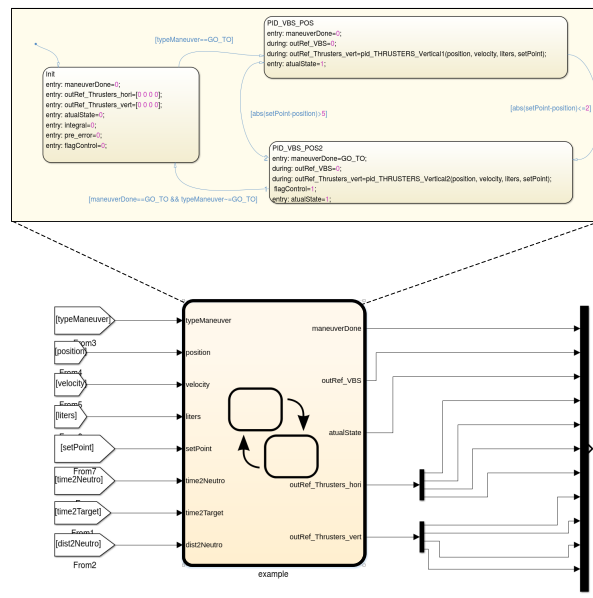 PID_VBS_POS
entry: maneuverDone=0;
during: outRef_VBS=0;
during: outRef_Thrusters_vert=pid_THRUSTERS_Vertical1(position, velocity, liters, setPoint);
entry: atualState=1;
[typeManeuver==GO_TO]
Init
entry: maneuverDone=0;
entry: outRef_Thrusters_hori=[0 0 0 0];
entry: outRef_Thrusters_vert=[0 0 0 0];
entry: atualState=0;
entry: integral=0;
entry: pre_error=0;
entry: flagControl=0;
[abs(setPoint-position)>5]
[abs(setPoint-position)<=2]
PID_VBS_POS2
entry: maneuverDone=GO_TO;
during: outRef_VBS=0;
during: outRef_Thrusters_vert=pid_THRUSTERS_Vertical2(position, velocity, liters, setPoint);
flagControl=1;
entry: atualState=1;
2
1
[maneuverDone==GO_TO && typeManeuver~=GO_TO]
[typeManeuver]
From3
[position]
From4
[velocity]
[liters]
[setPoint]
From7
[time2Neutro]
[time2Target]
From1
[dist2Neutro]
From2
typeManeuver
position
velocity
liters
setPoint
time2Neutro
time2Target
dist2Neutro
maneuverDone
outRef_VBS
atualState
outRef_Thrusters_hori
outRef_Thrusters_vert
example